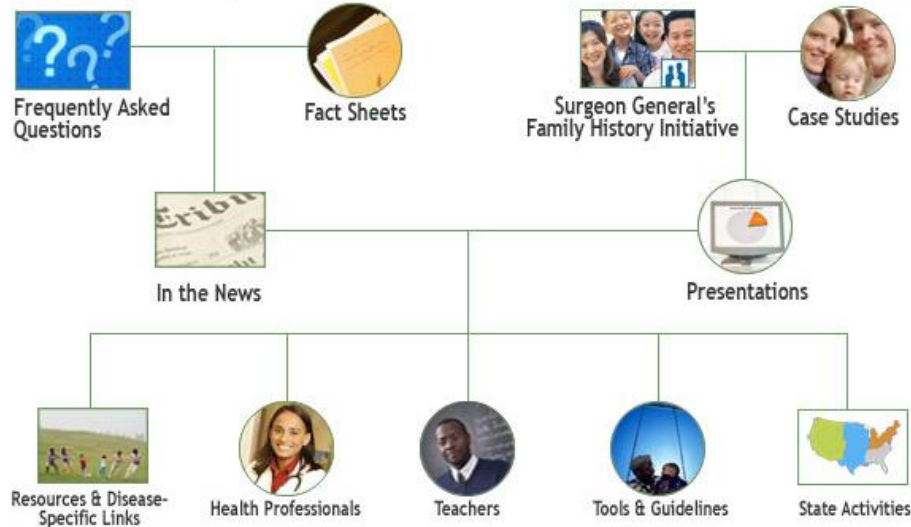 Frequently Asked
Questions
Fact Sheets
Surgeon General's
Family History Initiative
Case Studies
Tribu
In the News
Presentations
Resources & Disease-
Specific Links
Health Professionals
Teachers
Tools & Guidelines
State Activities